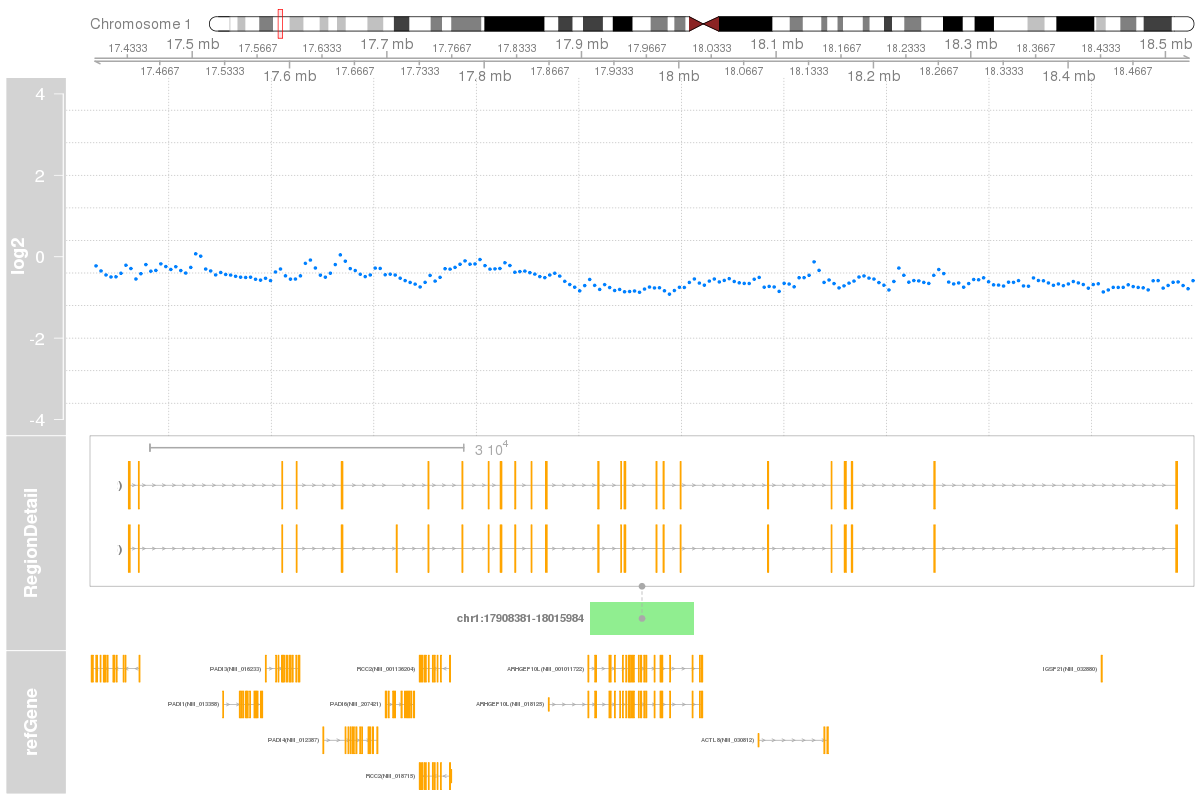 Chromosome 1
17.5 mb 17.7 mb 17.9 mb 18.1 mb 18.3 mb 18.5 mb
17.4333 17.5667 17.6333 17.7667 17.8333 17.9667 18.0333 18.1667 18.2333 18.3667 18.4333
17.4667 17.5333 17.6667 17.7333 17.8667 17.9333 18.0667 18.1333 18.2667 18.3333 18.4667
17.6 mb 17.8 mb 18 mb 18.2 mb 18.4 mb
4
2
0
-2
-4
log2
3 10^4
RegionDetail
chr1:17908381-18015984
PADI3(NM_016233) RCC2(NM_001136204) ARHGEF10L(NM_001011722) IGSF21(NM_032880)
PADI1(NM_013358) PADI6(NM_207421) ARHGEF10L(NM_018125)
PADI4(NM_012387) ACTL8(NM_030812)
RCC2(NM_018715)
refGene